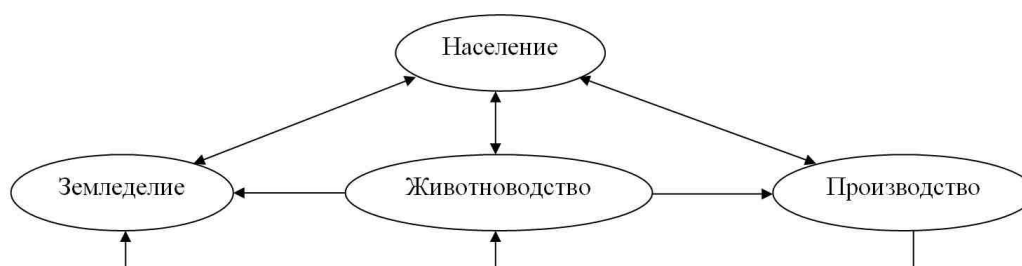 Население
Земледелие
Животноводство
Производство